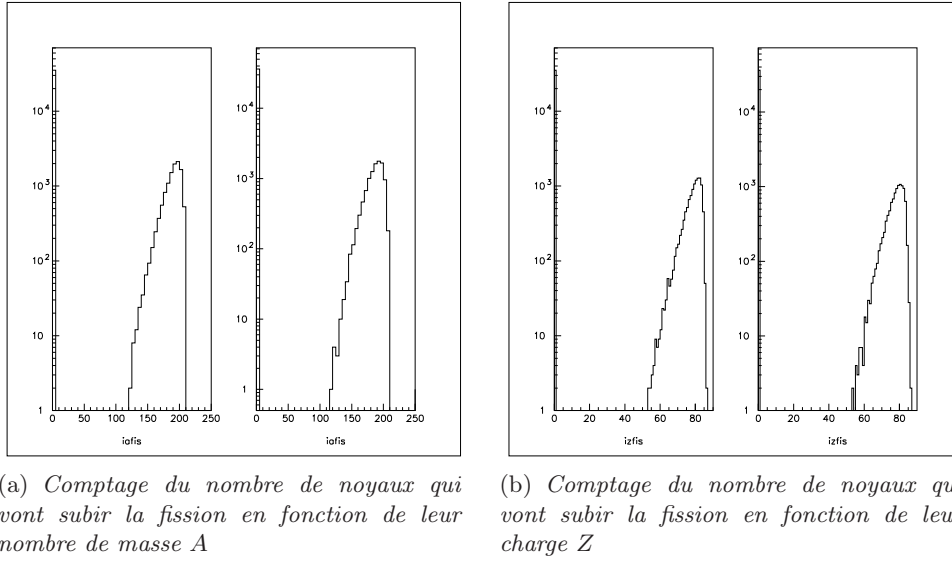 10⁴
10³
10²
10
1
0 50 100 150 200 250
iafis
10⁴
10³
10²
10
1
0 50 100 150 200 250
iafis
10⁴
10³
10²
10
1
0 20 40 60 80
izfis
10⁴
10³
10²
10
1
0 20 40 60 80
izfis
(a) Comptage du nombre de noyaux qui
vont subir la fission en fonction de leur
nombre de masse A
(b) Comptage du nombre de noyaux qu
vont subir la fission en fonction de leu
charge Z